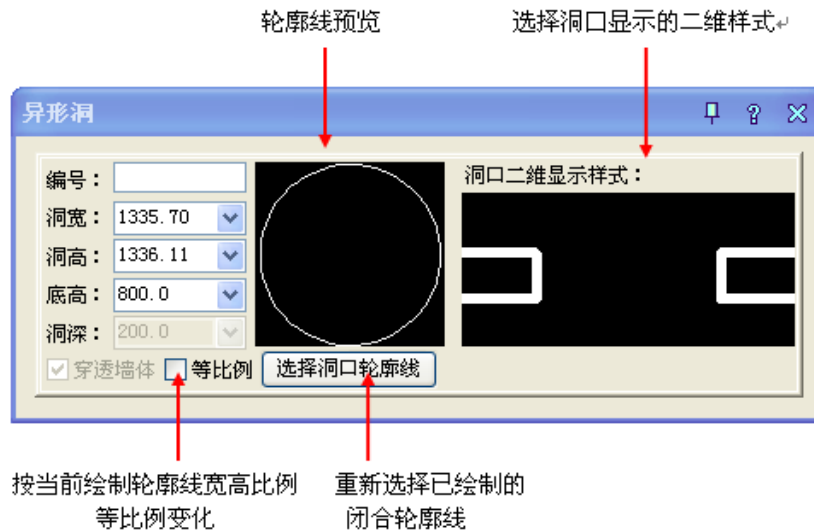 轮廓线预览
选择洞口显示的二维样式↵
异形洞
编号：
洞口二维显示样式：
洞宽：1335.70
洞高：1336.11
底高：800.0
洞深：200.0
穿透墙体 等比例 选择洞口轮廓线
按当前绘制轮廓线宽高比例
等比例变化
重新选择已绘制的
闭合轮廓线